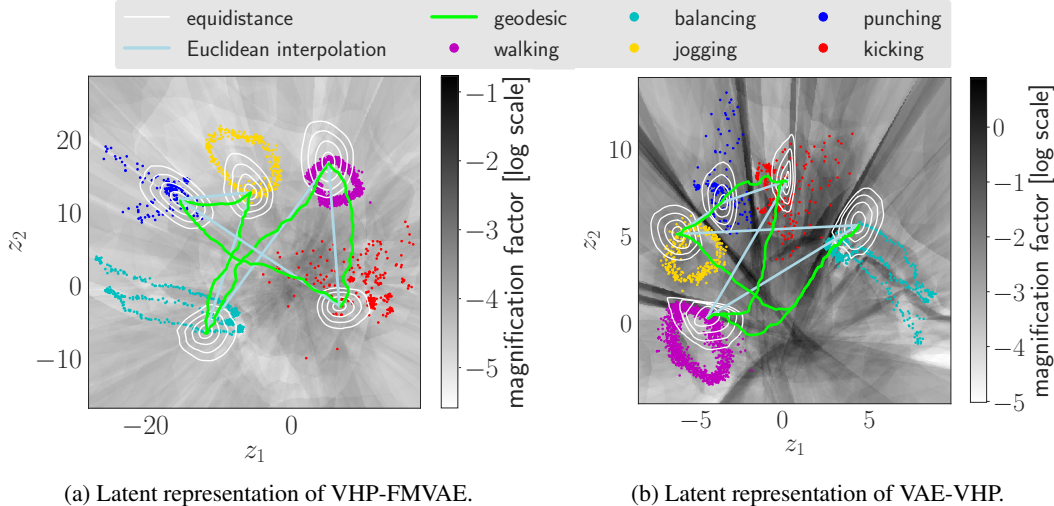 equidistance geodesic balancing punching
Euclidean interpolation walking jogging kicking
20
10
0
−10
z₂
−20 0
z₁
−1
−2
−3
−4
−5
magnification factor [log scale]
10
5
0
z₂
−5 0 5
z₁
0
−1
−2
−3
−4
−5
magnification factor [log scale]
(a) Latent representation of VHP-FMVAE.
(b) Latent representation of VAE-VHP.